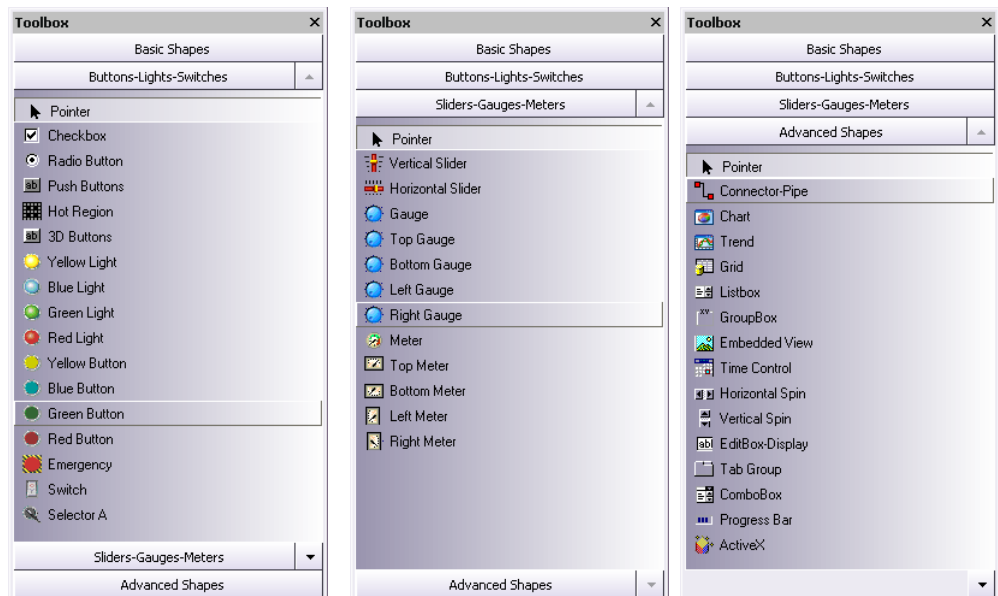 Toolbox
Basic Shapes
Buttons-Lights-Switches
Pointer
Checkbox
Radio Button
ab Push Buttons
Hot Region
ab 3D Buttons
Yellow Light
Blue Light
Green Light
Red Light
Yellow Button
Blue Button
Green Button
Red Button
Emergency
Switch
Selector A
Sliders-Gauges-Meters
Advanced Shapes
Toolbox
Basic Shapes
Buttons-Lights-Switches
Sliders-Gauges-Meters
Pointer
Vertical Slider
Horizontal Slider
Gauge
Top Gauge
Bottom Gauge
Left Gauge
Right Gauge
Meter
Top Meter
Bottom Meter
Left Meter
Right Meter
Advanced Shapes
Toolbox
Basic Shapes
Buttons-Lights-Switches
Sliders-Gauges-Meters
Advanced Shapes
Pointer
Connector-Pipe
Chart
Trend
Grid
Listbox
XY GroupBox
Embedded View
Time Control
Horizontal Spin
Vertical Spin
abl EditBox-Display
Tab Group
ComboBox
Progress Bar
ActiveX